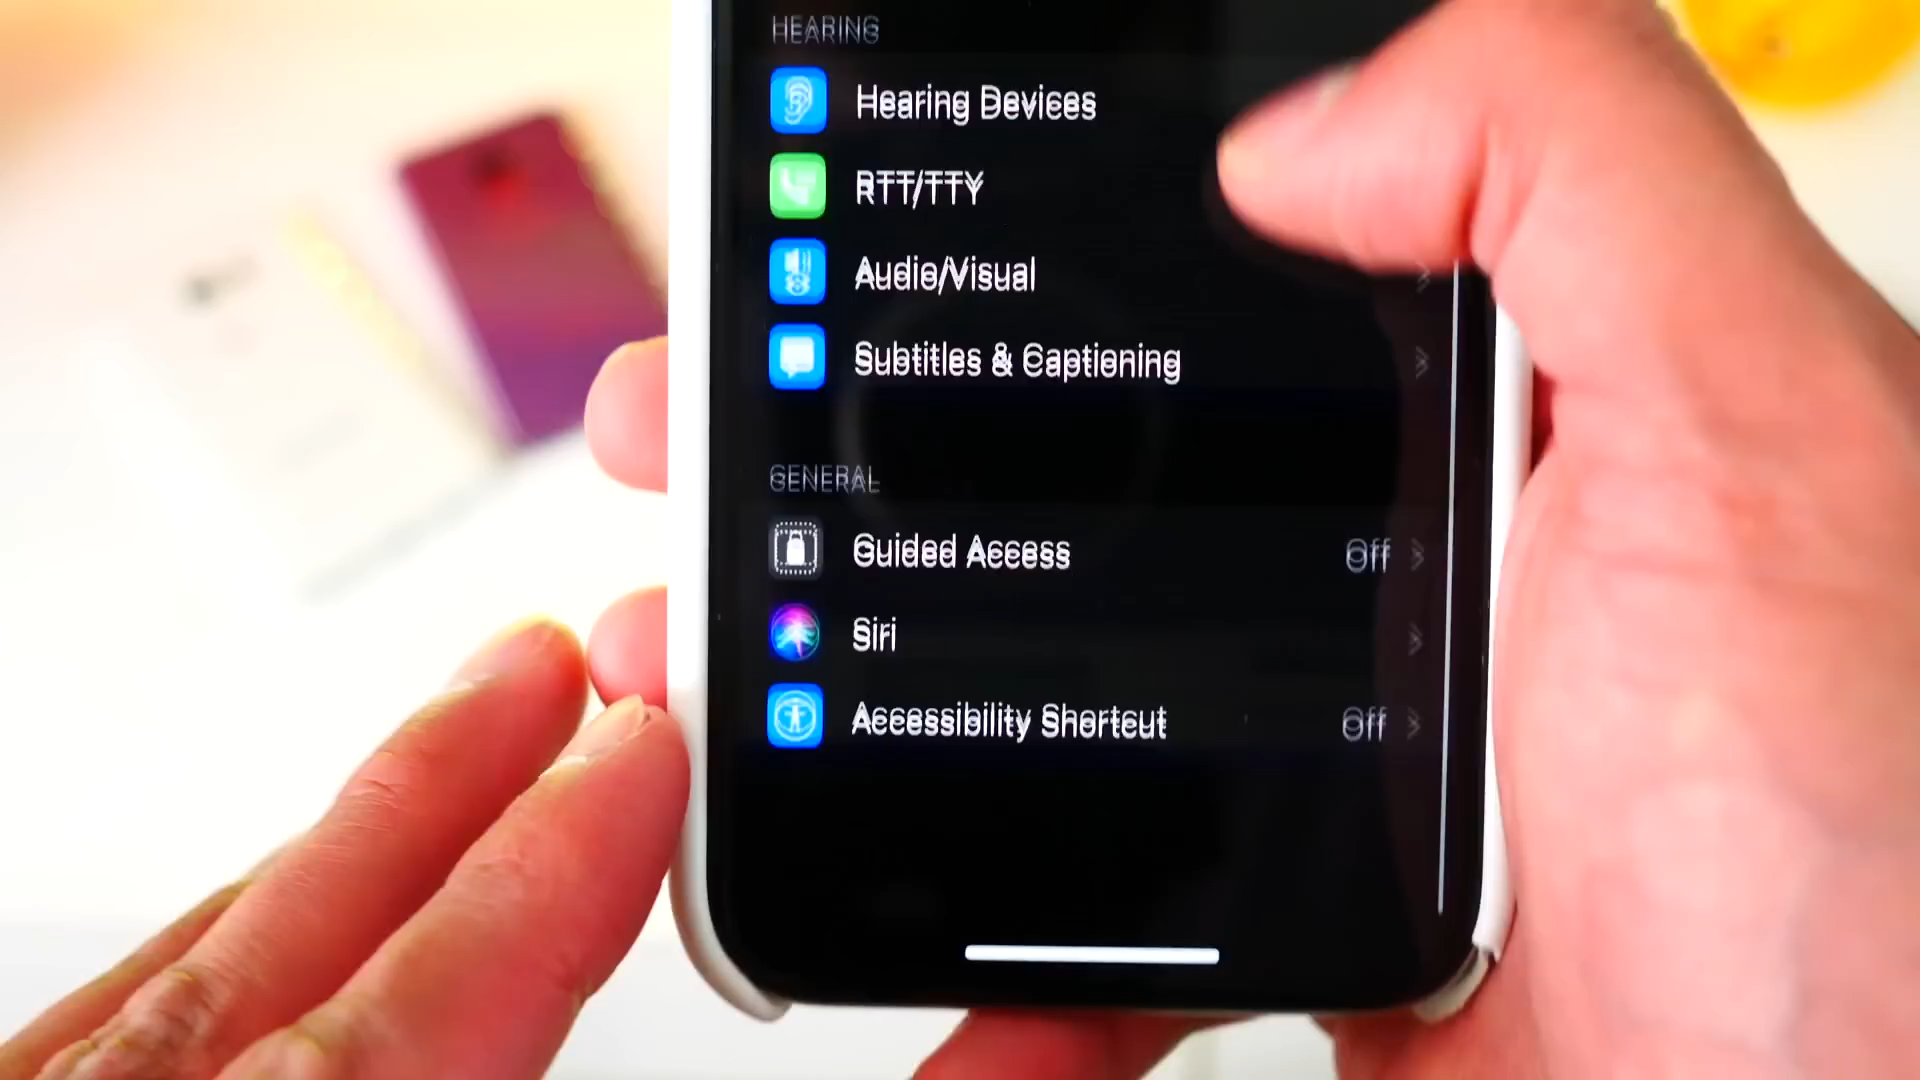 HEARING
Hearing Devices
RTT/TTY
Audio/Visual
Subtitles & Captioning
GENERAL
Guided Access Off
Siri
Accessibility Shortcut Off